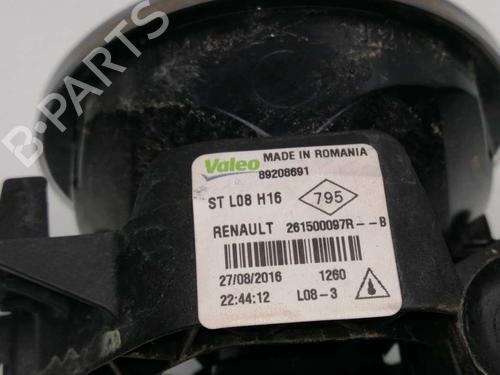 B-PARTS
Valeo MADE IN ROMANIA
89208691
ST L08 H16 795
RENAULT 261500097R--B
27/08/2016 1260
22:44:12 L08-3